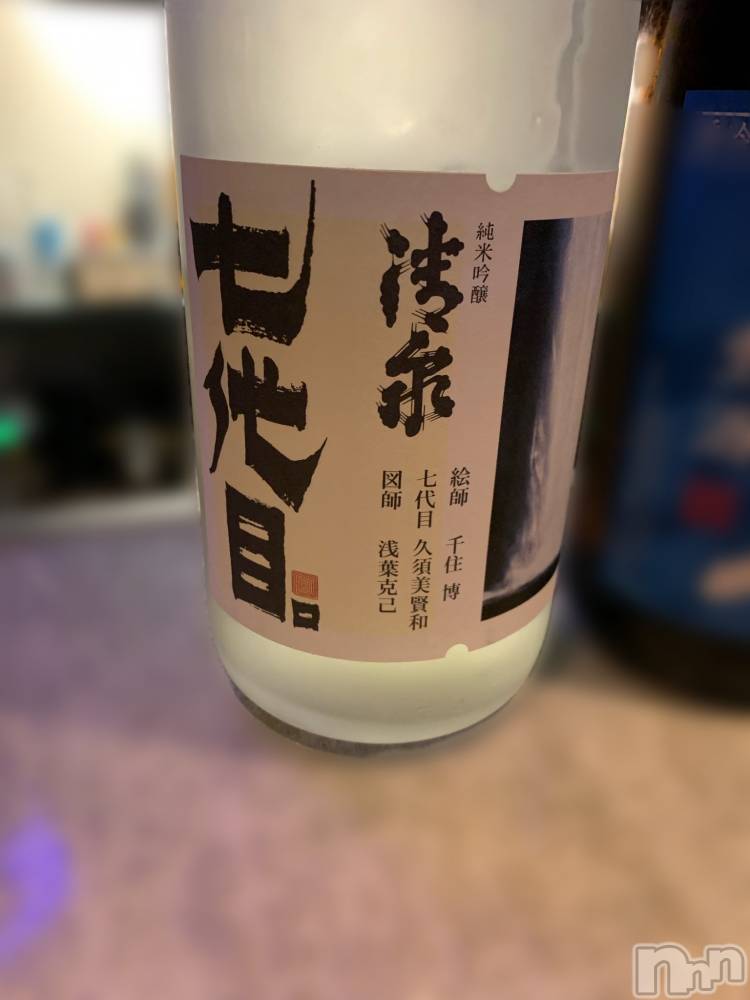 純米吟醸
清泉
七代目
絵師 千住 博
七代目 久須美賢和
図師 浅葉克己
nnn